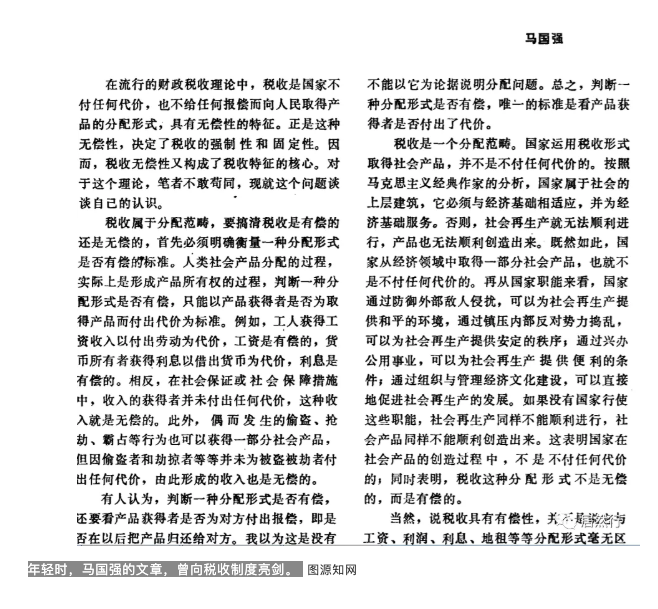 马国强
在流行的财政税收理论中，税收是国家不
付任何代价，也不给任何报偿而向人民取得产
品的分配形式，具有无偿性的特征。正是这种
无偿性，决定了税收的强制性和固定性。因
而，税收无偿性又构成了税收特征的核心。对
于这个理论，笔者不敢苟同，现就这个问题谈
谈自己的认识。
税收属于分配范畴，要搞清税收是有偿的
还是无偿的，首先必须明确衡量一种分配形式
是否有偿的标准。人类社会产品分配的过程，
实际上是形成产品所有权的过程，判断一种分
配形式是否有偿，只能以产品获得者是否为取
得产品而付出代价为标准。例如，工人获得工
资收入以付出劳动为代价，工资是有偿的，货
币所有者获得利息以借出货币为代价，利息是
有偿的。相反，在社会保证或社会保障措施
中，收入的获得者并未付出任何代价，这种收
入就是无偿的。此外，偶而发生的偷盗、抢
劫、霸占等行为也可以获得一部分社会产品，
但因偷盗者和劫掠者等等并未为被盗被劫者付
出任何代价，由此形成的收入也是无偿的。
有人认为，判断一种分配形式是否有偿，
还要看产品获得者是否为对方付出报偿，即是
否在以后把产品归还给对方。我以为这是没有
不能以它为论据说明分配问题。总之，判断一
种分配形式是否有偿，唯一的标准是看产品获
得者是否付出了代价。
税收是一个分配范畴。国家运用税收形式
取得社会产品，并不是不付任何代价的。按照
马克思主义经典作家的分析，国家属于社会的
上层建筑，它必须与经济基础相适应，并为经
济基础服务。否则，社会再生产就无法顺利进
行，产品也无法顺利创造出来。既然如此，国
家从经济领域中取得一部分社会产品，也就不
是不付任何代价的。再从国家职能来看，国家
通过防御外部敌人侵扰，可以为社会再生产提
供和平的环境，通过镇压内部反对势力捣乱，
可以为社会再生产提供安定的秩序；通过兴办
公用事业，可以为社会再生产提供便利的条
件；通过组织与管理经济文化建设，可以直接
地促进社会再生产的发展。如果没有国家行使
这些职能，社会再生产同样不能顺利进行，社
会产品同样不能顺利创造出来。这表明国家在
社会产品的创造过程中，不是不付任何代价
的；同时表明，税收这种分配形式不是无偿
的，而是有偿的。
当然，说税收具有有偿性，并不是说它与
工资、利润、利息、地租等等分配形式毫无区
年轻时，马国强的文章，曾向税收制度亮剑。 图源知网